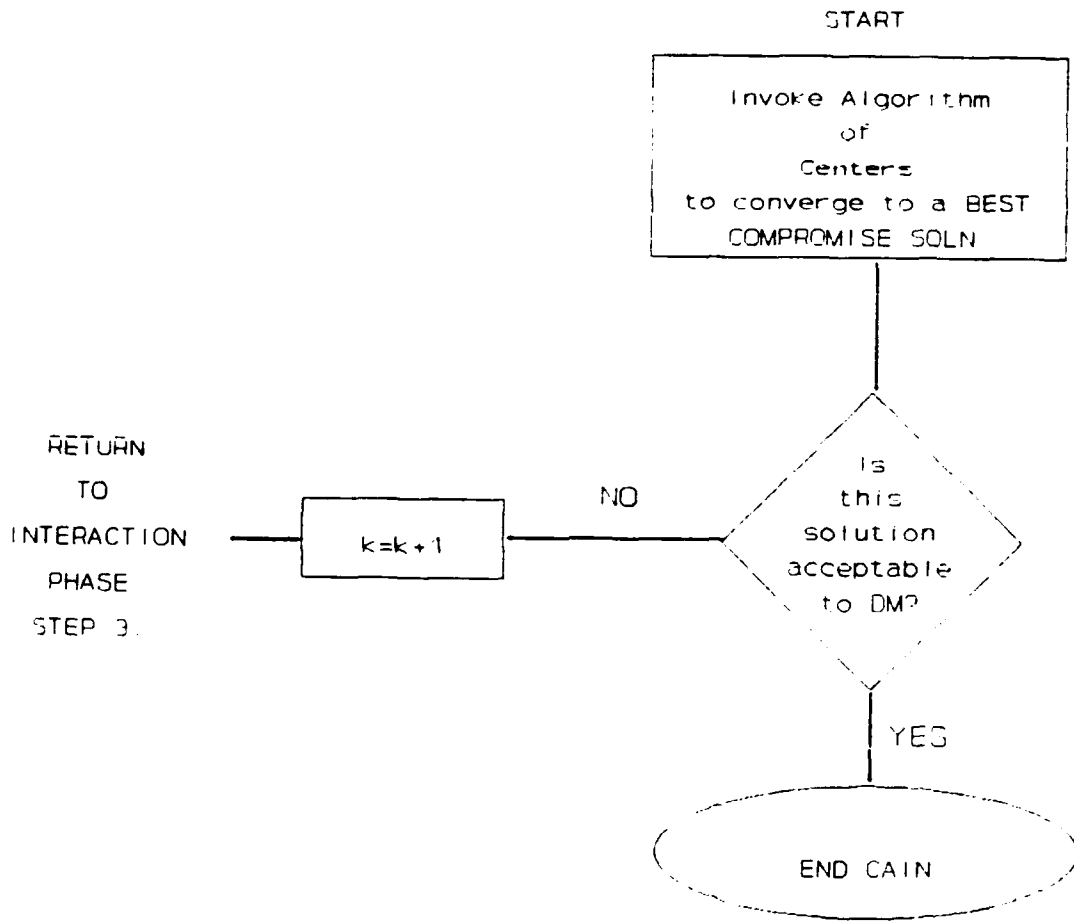 START
Invoke Algorithm
of
Centers
to converge to a BEST
COMPROMISE SOLN
Is
this
solution
acceptable
to DM?
NO
k=k+1
RETURN
TO
INTERACTION
PHASE
STEP 3.
YES
END CAIN